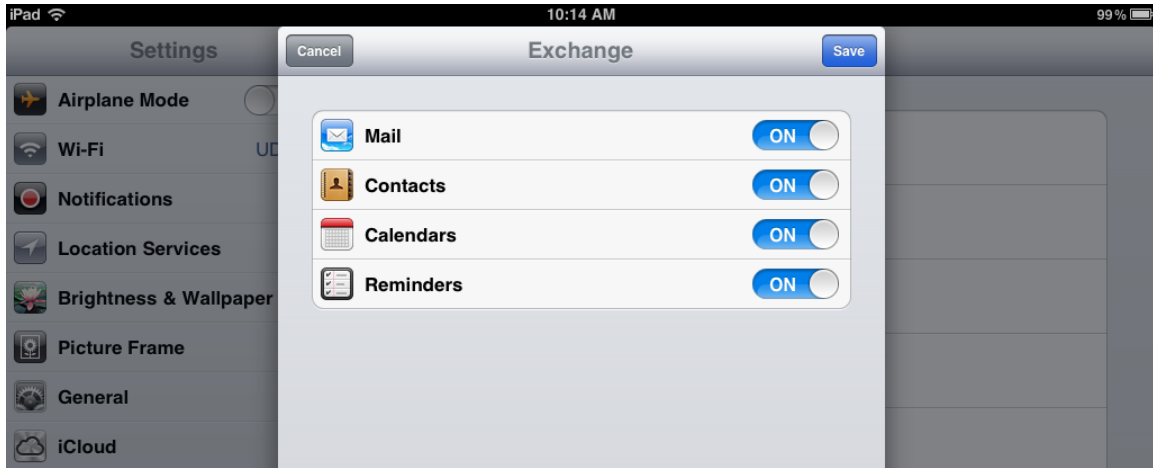 iPad 10:14 AM 99%
Settings
Cancel Exchange Save
Airplane Mode
Wi-Fi UD
Notifications
Location Services
Brightness & Wallpaper
Picture Frame
General
iCloud
Mail ON
Contacts ON
Calendars ON
Reminders ON